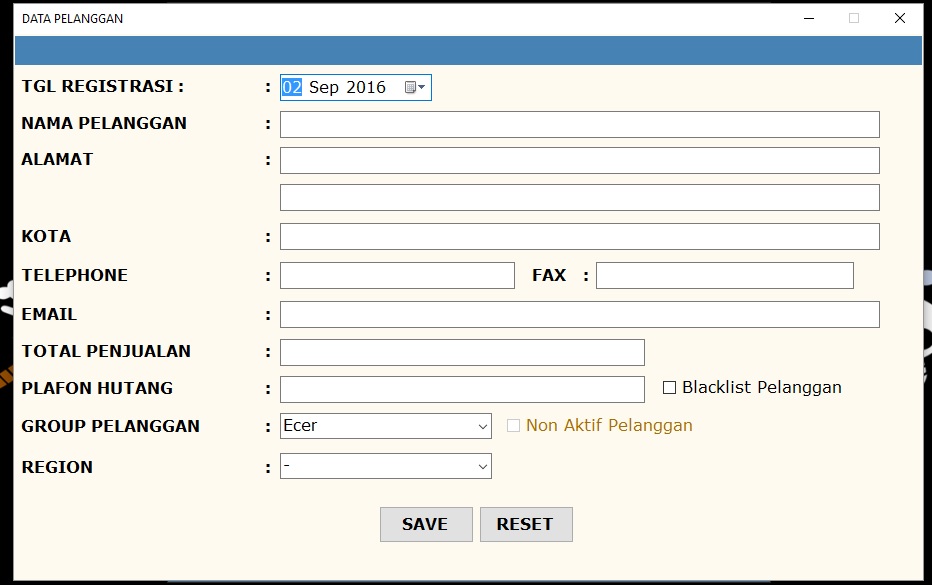 DATA PELANGGAN
TGL REGISTRASI : : 02 Sep 2016
NAMA PELANGGAN :
ALAMAT :
KOTA :
TELEPHONE : FAX :
EMAIL :
TOTAL PENJUALAN :
PLAFON HUTANG : Blacklist Pelanggan
GROUP PELANGGAN : Ecer Non Aktif Pelanggan
REGION : -
SAVE RESET